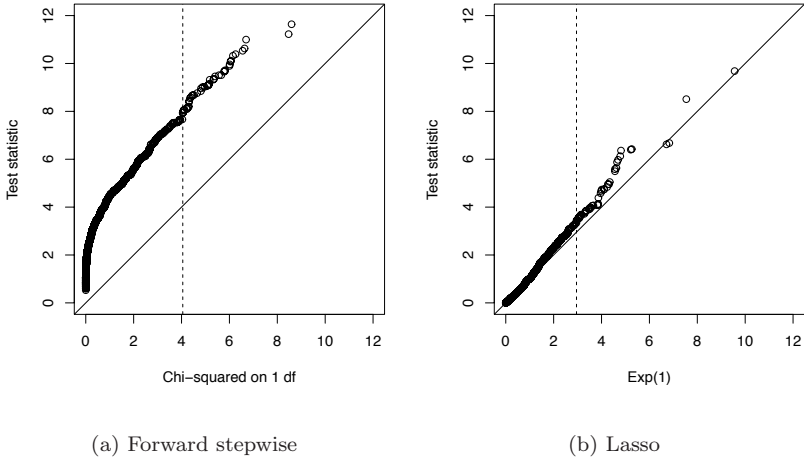 Test statistic
12
10
8
6
4
2
0
0 2 4 6 8 10 12
Chi−squared on 1 df
(a) Forward stepwise
Test statistic
12
10
8
6
4
2
0
0 2 4 6 8 10 12
Exp(1)
(b) Lasso